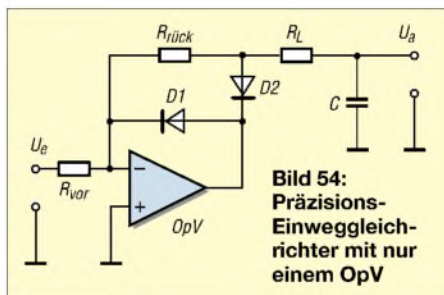 Rrück
RL
Ua
D1
D2
C
Ue
Rvor
−
+
OpV
Bild 54:
Präzisions-
Einweggleich-
richter mit nur
einem OpV